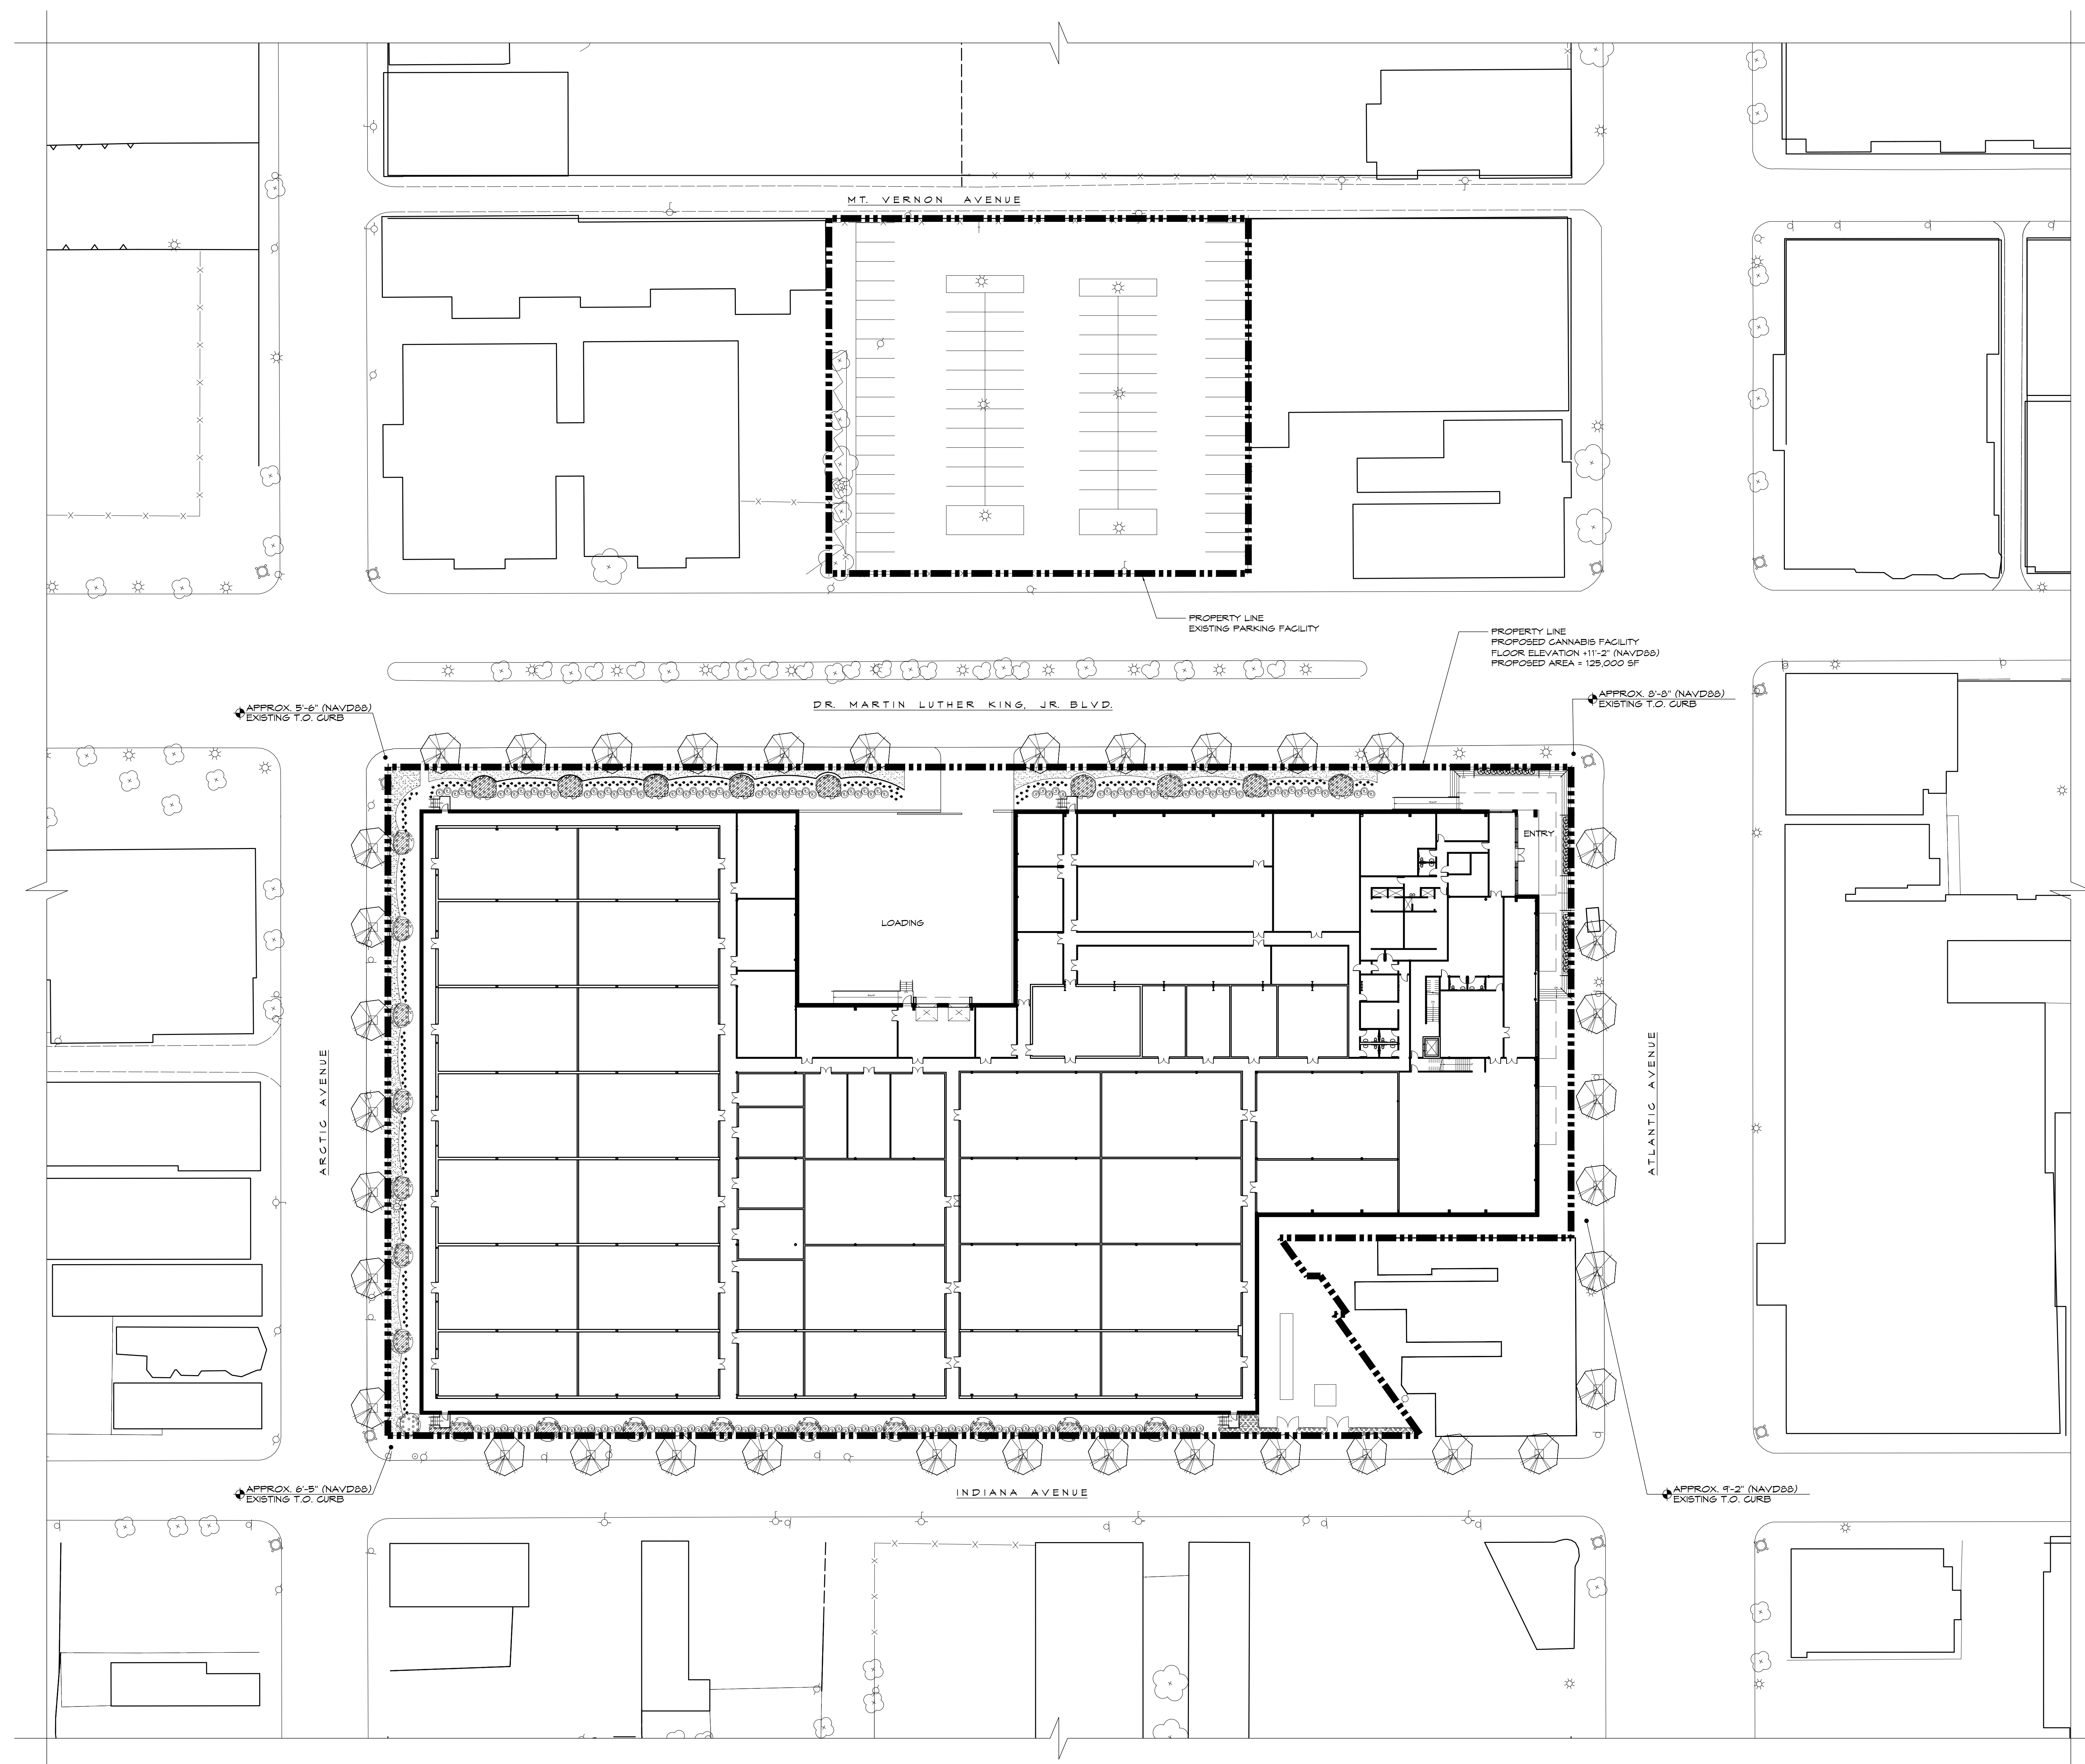 MT. VERNON AVENUE
PROPERTY LINE
EXISTING PARKING FACILITY
PROPERTY LINE
PROPOSED CANNABIS FACILITY
FLOOR ELEVATION +11'-2" (NAVD88)
PROPOSED AREA = 125,000 SF
APPROX. 5'-6" (NAVD88)
EXISTING T.O. CURB
DR. MARTIN LUTHER KING, JR. BLVD.
APPROX. 8'-8" (NAVD88)
EXISTING T.O. CURB
ENTRY
LOADING
ARCTIC AVENUE
ATLANTIC AVENUE
APPROX. 6'-5" (NAVD88)
EXISTING T.O. CURB
INDIANA AVENUE
APPROX. 9'-2" (NAVD88)
EXISTING T.O. CURB